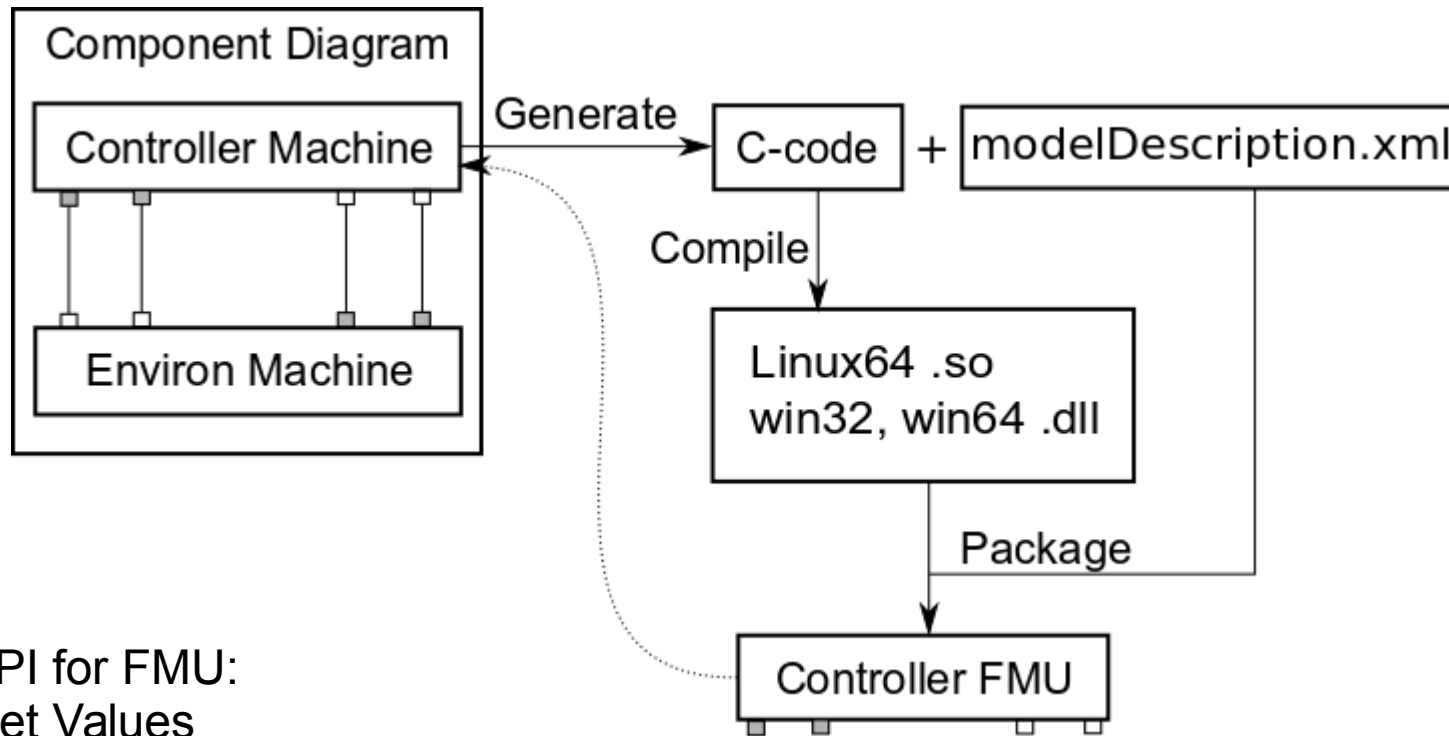 Component Diagram
Controller Machine
Generate
C-code
+
modelDescription.xml
Compile
Environ Machine
Linux64 .so
win32, win64 .dll
Package
Controller FMU
PI for FMU:
et Values